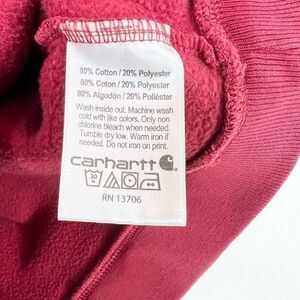 80% Cotton / 20% Polyester
80% Coton / 20% Polyester
80% Algodón / 20% Poliéster
Wash inside out. Machine wash
cold with like colors. Only non
chlorine bleach when needed.
Tumble dry low. Warm iron if
needed. Do not iron on print.
carhartt
RN 13706